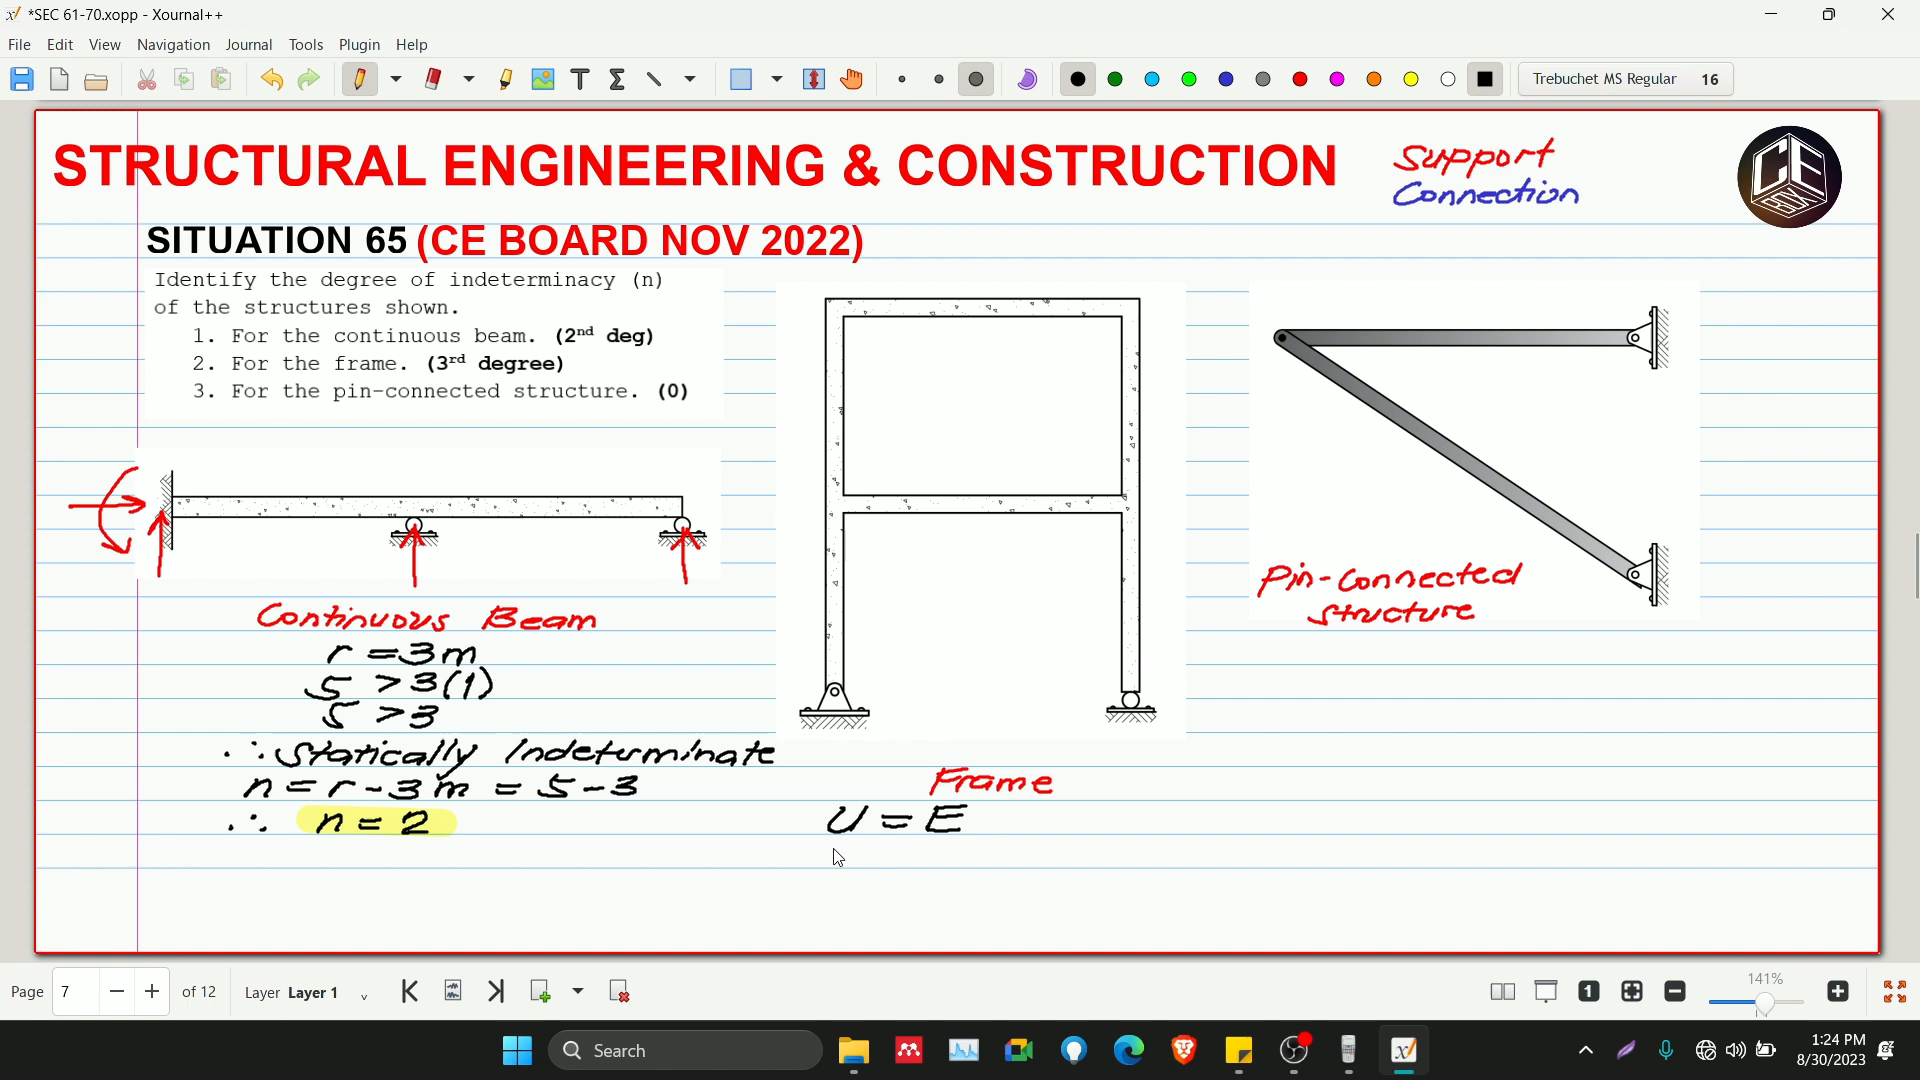 *SEC 61-70.xopp - Xournal++
File Edit View Navigation Journal Tools Plugin Help
Trebuchet MS Regular 16
STRUCTURAL ENGINEERING & CONSTRUCTION
Support
Connection
CE
BOX
SITUATION 65 (CE BOARD NOV 2022)
Identify the degree of indeterminacy (n)
of the structures shown.
1. For the continuous beam. (2nd deg)
2. For the frame. (3rd degree)
3. For the pin-connected structure. (0)
Continuous Beam
r = 3m
5 > 3(1)
5 > 3
∴ Statically Indeterminate
n = r - 3m = 5 - 3
∴ n = 2
Frame
U = E
Pin-Connected
Structure
Page 7 of 12 Layer Layer 1
141%
Search
1:24 PM
8/30/2023